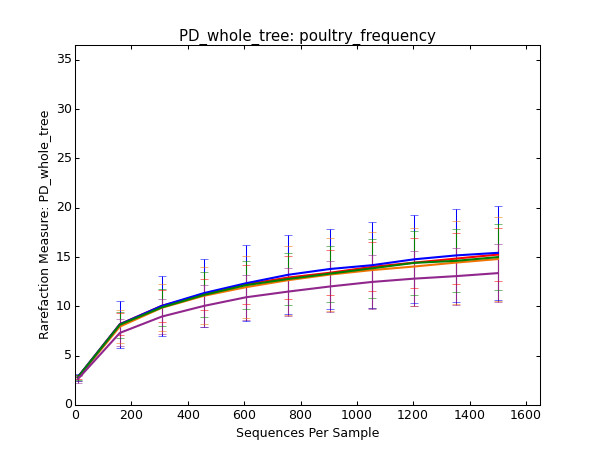 PD_whole_tree: poultry_frequency
Rarefaction Measure: PD_whole_tree
35
30
25
20
15
10
5
0
0 200 400 600 800 1000 1200 1400 1600
Sequences Per Sample